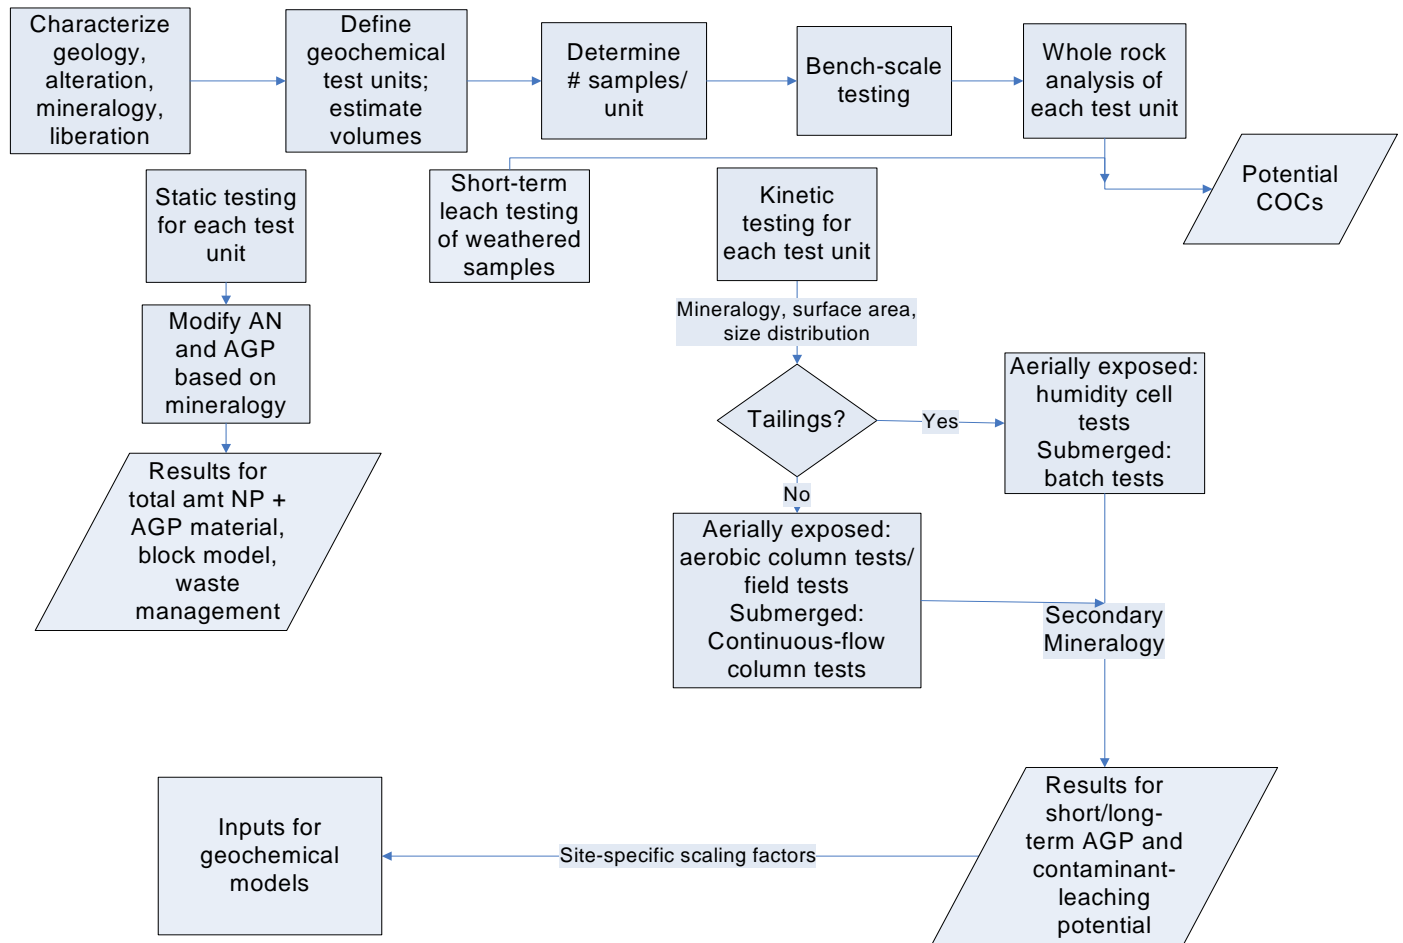 Characterize
geology,
alteration,
mineralogy,
liberation
Define
geochemical
test units;
estimate
volumes
Determine
# samples/
unit
Bench-scale
testing
Whole rock
analysis of
each test unit
Potential
COCs
Static testing
for each test
unit
Short-term
leach testing
of weathered
samples
Kinetic
testing for
each test unit
Modify AN
and AGP
based on
mineralogy
Mineralogy, surface area,
size distribution
Tailings?
Yes
Aerially exposed:
humidity cell
tests
Submerged:
batch tests
Results for
total amt NP +
AGP material,
block model,
waste
management
No
Aerially exposed:
aerobic column tests/
field tests
Submerged:
Continuous-flow
column tests
Secondary
Mineralogy
Results for
short/long-
term AGP and
contaminant-
leaching
potential
Site-specific scaling factors
Inputs for
geochemical
models